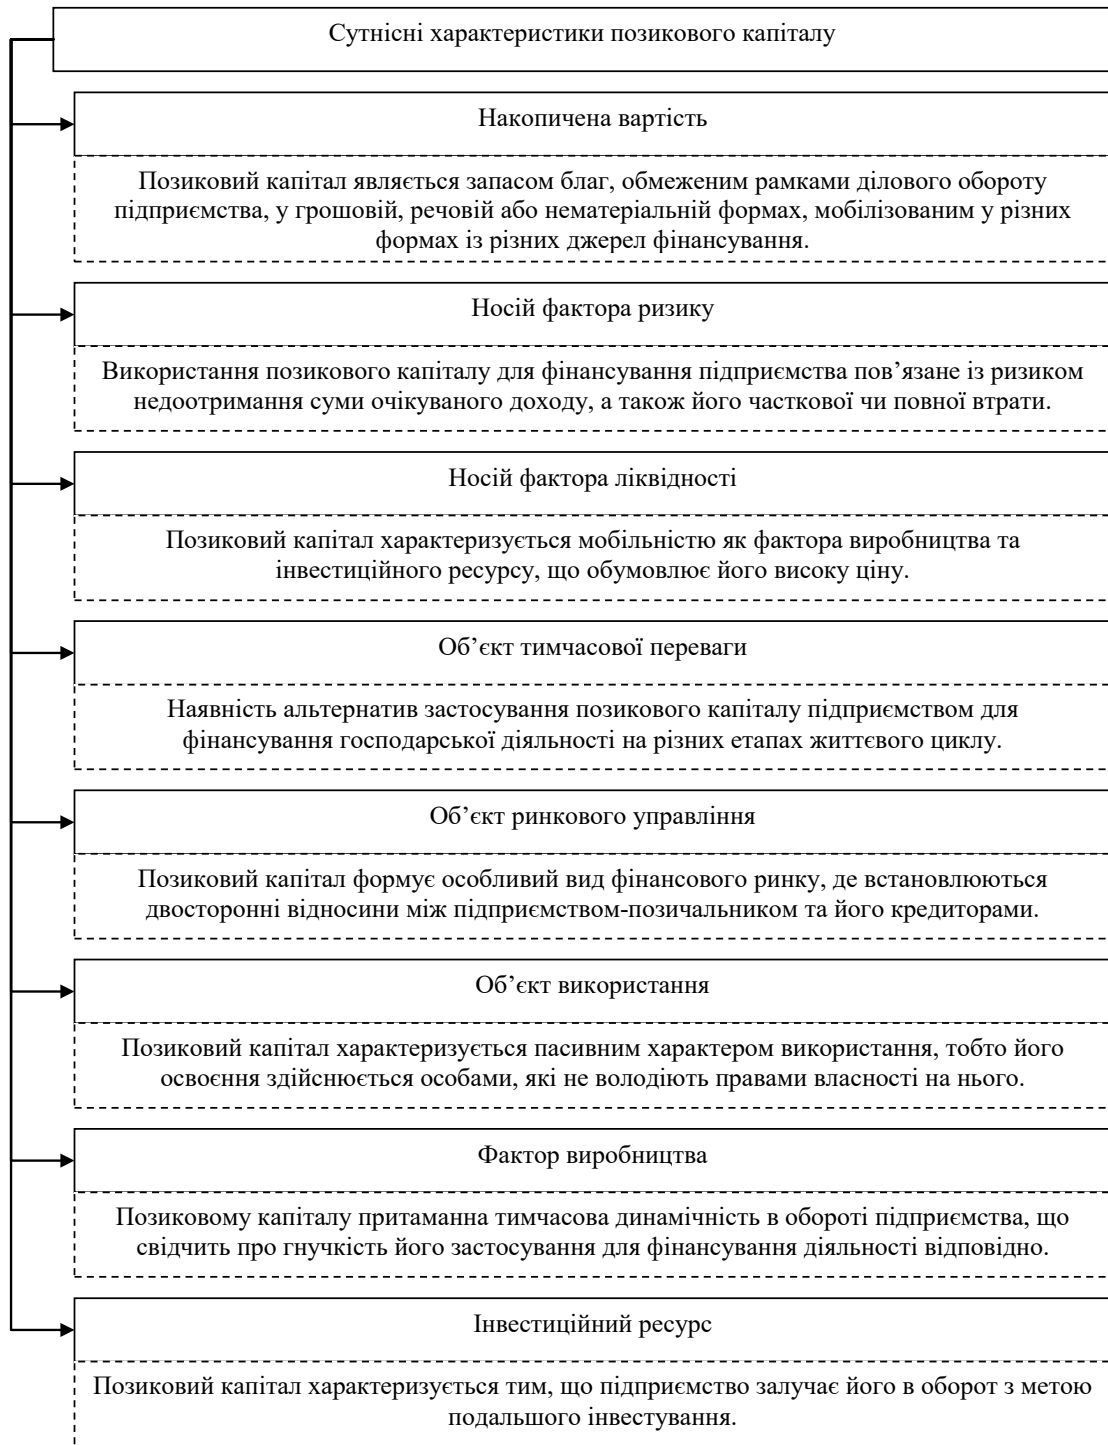 Сутнісні характеристики позикового капіталу
Накопичена вартість
Позиковий капітал являється запасом благ, обмеженим рамками ділового обороту
підприємства, у грошовій, речовій або нематеріальній формах, мобілізованим у різних
формах із різних джерел фінансування.
Носій фактора ризику
Використання позикового капіталу для фінансування підприємства пов’язане із ризиком
недоотримання суми очікуваного доходу, а також його часткової чи повної втрати.
Носій фактора ліквідності
Позиковий капітал характеризується мобільністю як фактора виробництва та
інвестиційного ресурсу, що обумовлює його високу ціну.
Об’єкт тимчасової переваги
Наявність альтернатив застосування позикового капіталу підприємством для
фінансування господарської діяльності на різних етапах життєвого циклу.
Об’єкт ринкового управління
Позиковий капітал формує особливий вид фінансового ринку, де встановлюються
двосторонні відносини між підприємством-позичальником та його кредиторами.
Об’єкт використання
Позиковий капітал характеризується пасивним характером використання, тобто його
освоєння здійснюється особами, які не володіють правами власності на нього.
Фактор виробництва
Позиковому капіталу притаманна тимчасова динамічність в обороті підприємства, що
свідчить про гнучкість його застосування для фінансування діяльності відповідно.
Інвестиційний ресурс
Позиковий капітал характеризується тим, що підприємство залучає його в оборот з метою
подальшого інвестування.